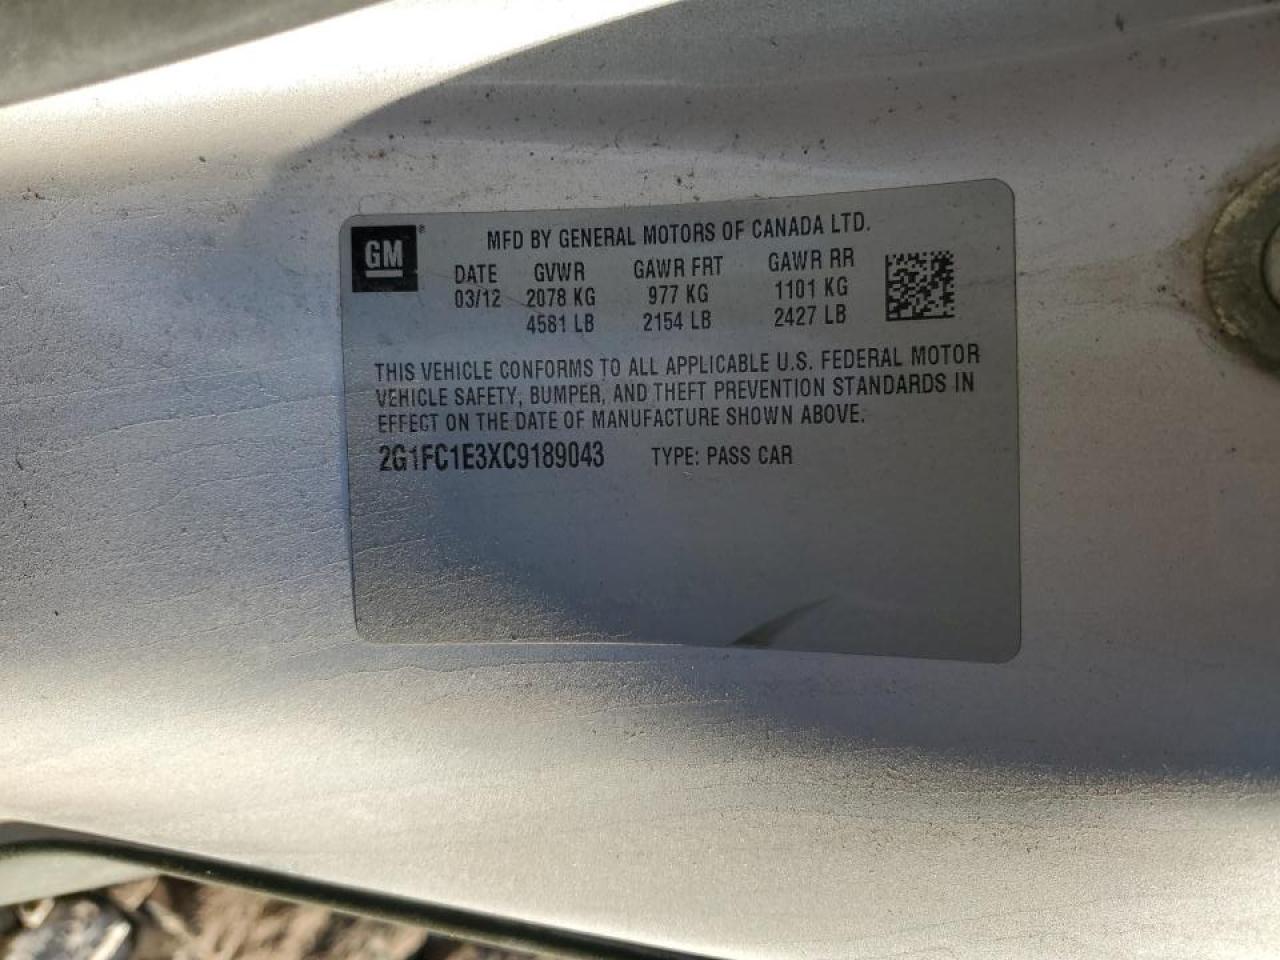 GM®
MFD BY GENERAL MOTORS OF CANADA LTD.
DATE GVWR GAWR FRT GAWR RR
03/12 2078 KG 977 KG 1101 KG
4581 LB 2154 LB 2427 LB
THIS VEHICLE CONFORMS TO ALL APPLICABLE U.S. FEDERAL MOTOR
VEHICLE SAFETY, BUMPER, AND THEFT PREVENTION STANDARDS IN
EFFECT ON THE DATE OF MANUFACTURE SHOWN ABOVE.
2G1FC1E3XC9189043 TYPE: PASS CAR